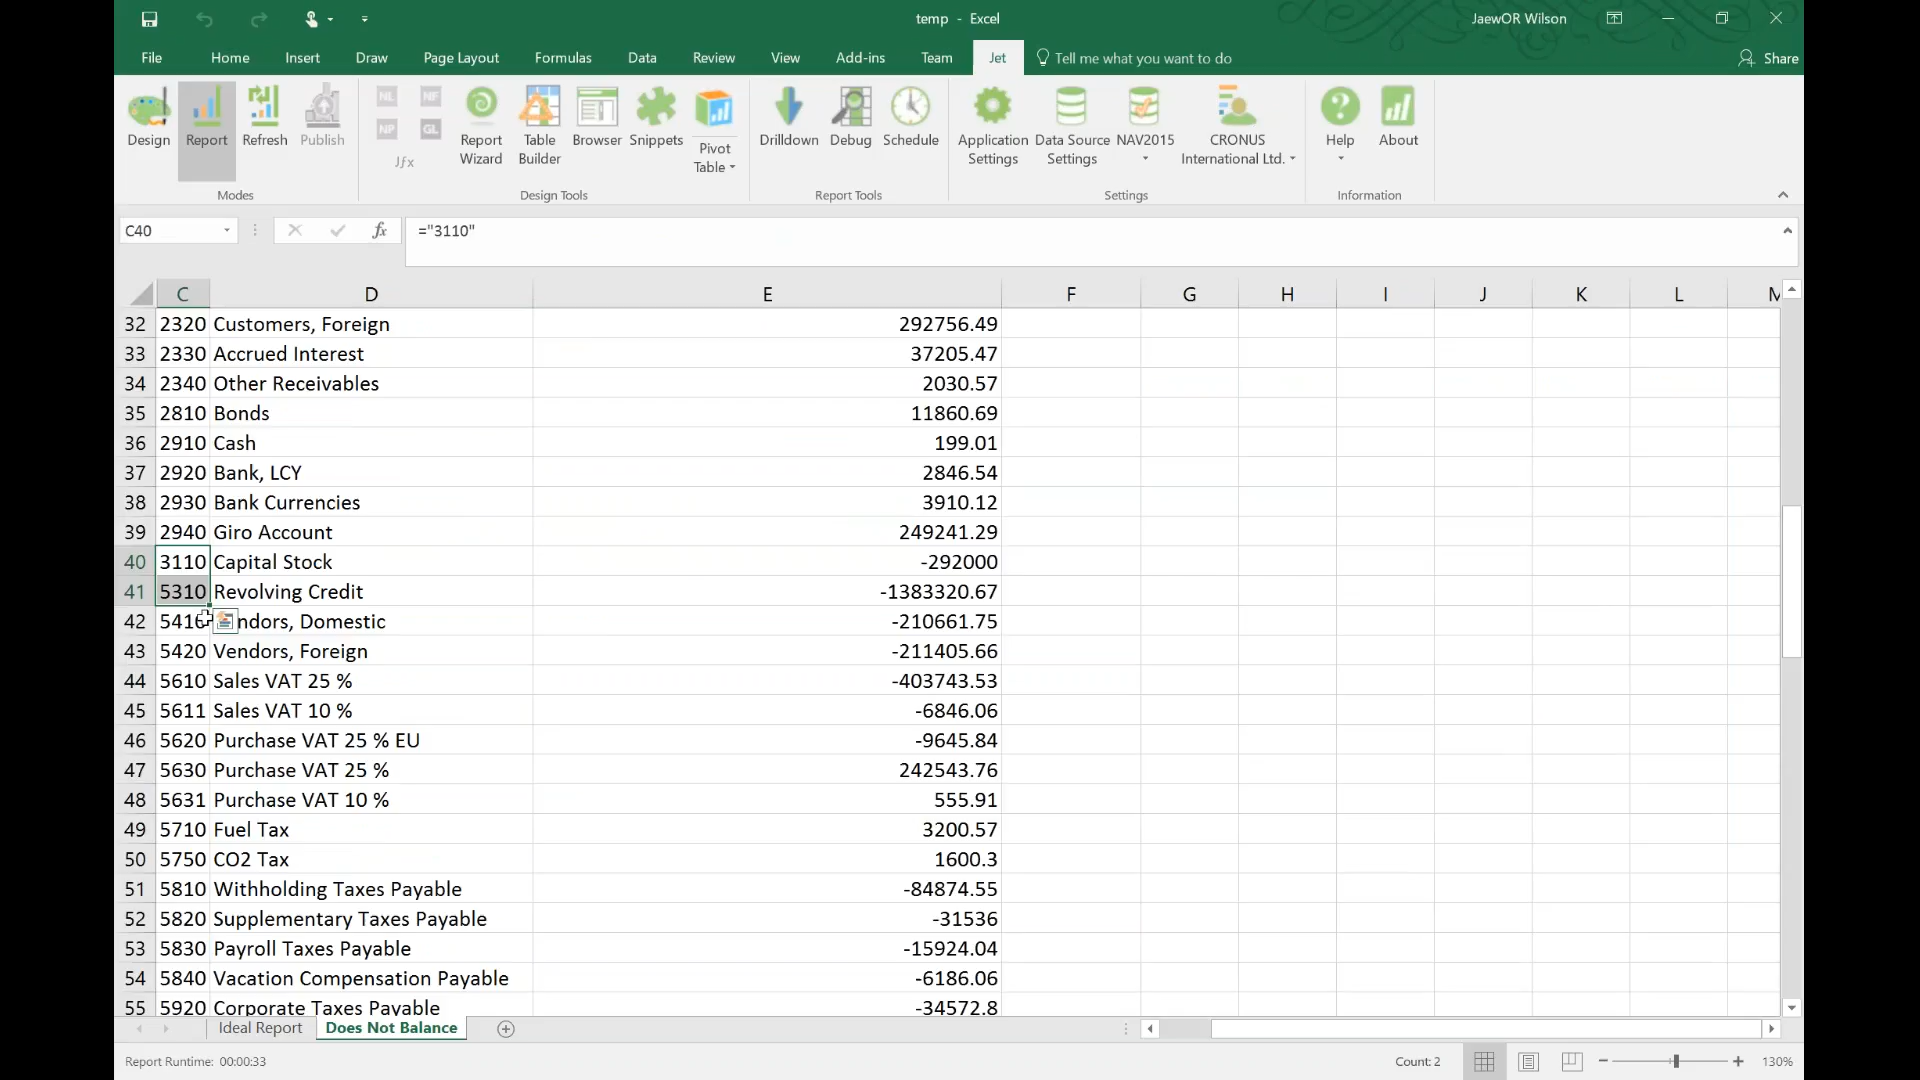 temp - Excel
JaewOR Wilson
File Home Insert Draw Page Layout Formulas Data Review View Add-ins Team Jet Tell me what you want to do Share
Design Report Refresh Publish
NL NF
NP GL
Jfx
Report Wizard
Table Builder
Browser Snippets
Pivot Table
Drilldown Debug Schedule
Application Settings
Data Source Settings
NAV2015
CRONUS International Ltd.
Help About
Modes Design Tools Report Tools Settings Information
C40 fx ="3110"
C D E F G H I J K L M
32 2320 Customers, Foreign 292756.49
33 2330 Accrued Interest 37205.47
34 2340 Other Receivables 2030.57
35 2810 Bonds 11860.69
36 2910 Cash 199.01
37 2920 Bank, LCY 2846.54
38 2930 Bank Currencies 3910.12
39 2940 Giro Account 249241.29
40 3110 Capital Stock -292000
41 5310 Revolving Credit -1383320.67
42 ndors, Domestic -210661.75
43 5420 Vendors, Foreign -211405.66
44 5610 Sales VAT 25 % -403743.53
45 5611 Sales VAT 10 % -6846.06
46 5620 Purchase VAT 25 % EU -9645.84
47 5630 Purchase VAT 25 % 242543.76
48 5631 Purchase VAT 10 % 555.91
49 5710 Fuel Tax 3200.57
50 5750 CO2 Tax 1600.3
51 5810 Withholding Taxes Payable -84874.55
52 5820 Supplementary Taxes Payable -31536
53 5830 Payroll Taxes Payable -15924.04
54 5840 Vacation Compensation Payable -6186.06
55 5920 Corporate Taxes Payable -34572.8
Ideal Report Does Not Balance
Report Runtime: 00:00:33 Count: 2 130%